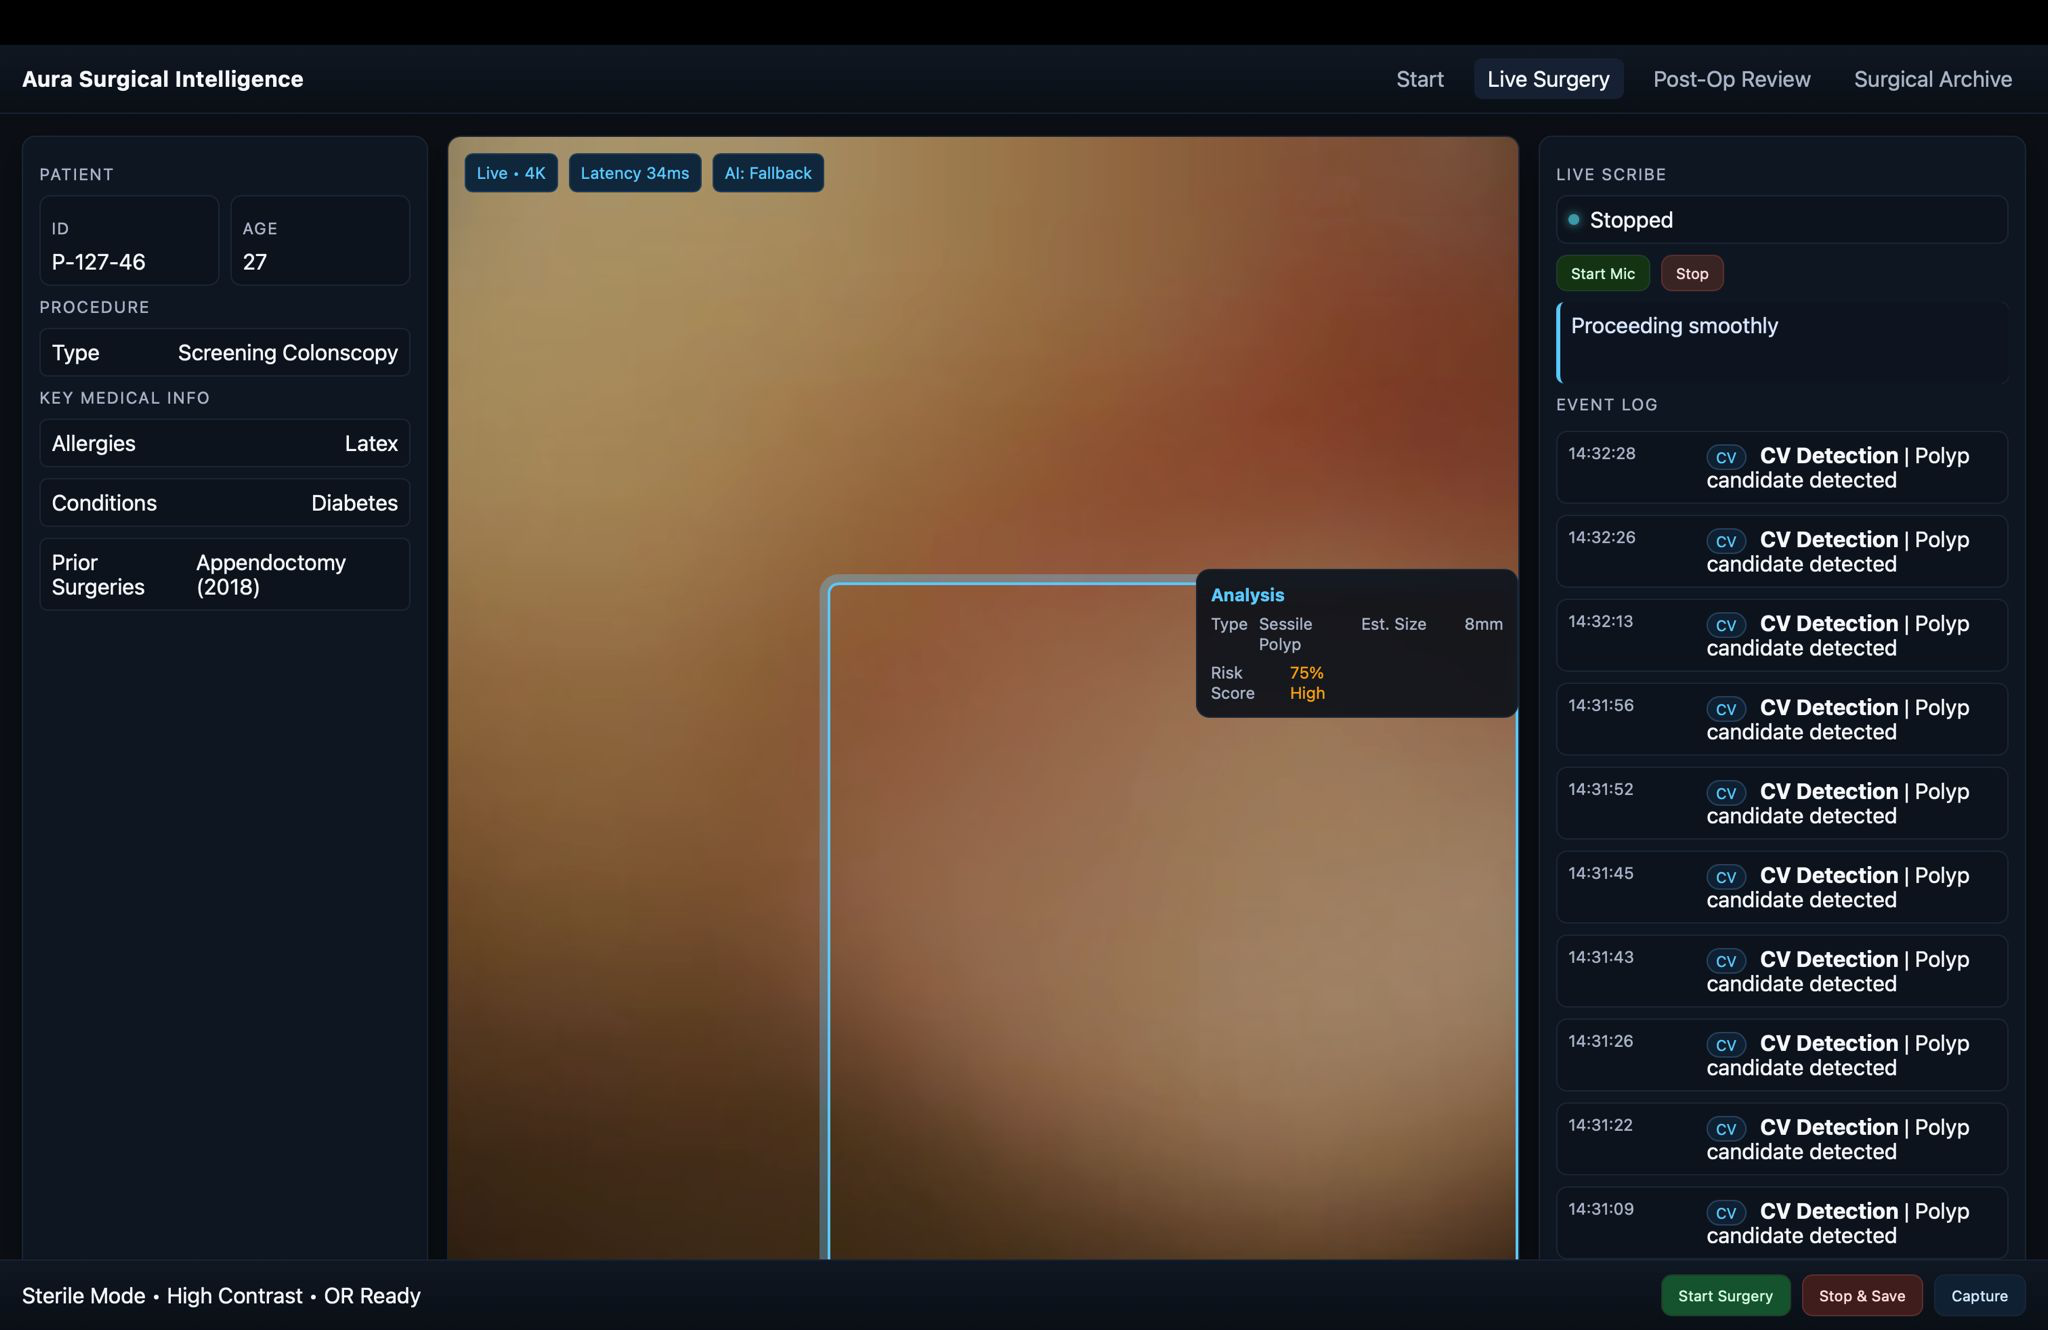 Aura Surgical Intelligence
Start
Live Surgery
Post-Op Review
Surgical Archive
PATIENT
ID
P-127-46
AGE
27
PROCEDURE
Type Screening Colonscopy
KEY MEDICAL INFO
Allergies Latex
Conditions Diabetes
Prior Surgeries
Appendoctomy (2018)
Live • 4K
Latency 34ms
AI: Fallback
Analysis
Type Sessile Polyp
Est. Size 8mm
Risk Score
75% High
LIVE SCRIBE
Stopped
Start Mic
Stop
Proceeding smoothly
EVENT LOG
14:32:28
CV CV Detection | Polyp
candidate detected
14:32:26
CV CV Detection | Polyp
candidate detected
14:32:13
CV CV Detection | Polyp
candidate detected
14:31:56
CV CV Detection | Polyp
candidate detected
14:31:52
CV CV Detection | Polyp
candidate detected
14:31:45
CV CV Detection | Polyp
candidate detected
14:31:43
CV CV Detection | Polyp
candidate detected
14:31:26
CV CV Detection | Polyp
candidate detected
14:31:22
CV CV Detection | Polyp
candidate detected
14:31:09
CV CV Detection | Polyp
candidate detected
Sterile Mode • High Contrast • OR Ready
Start Surgery
Stop & Save
Capture